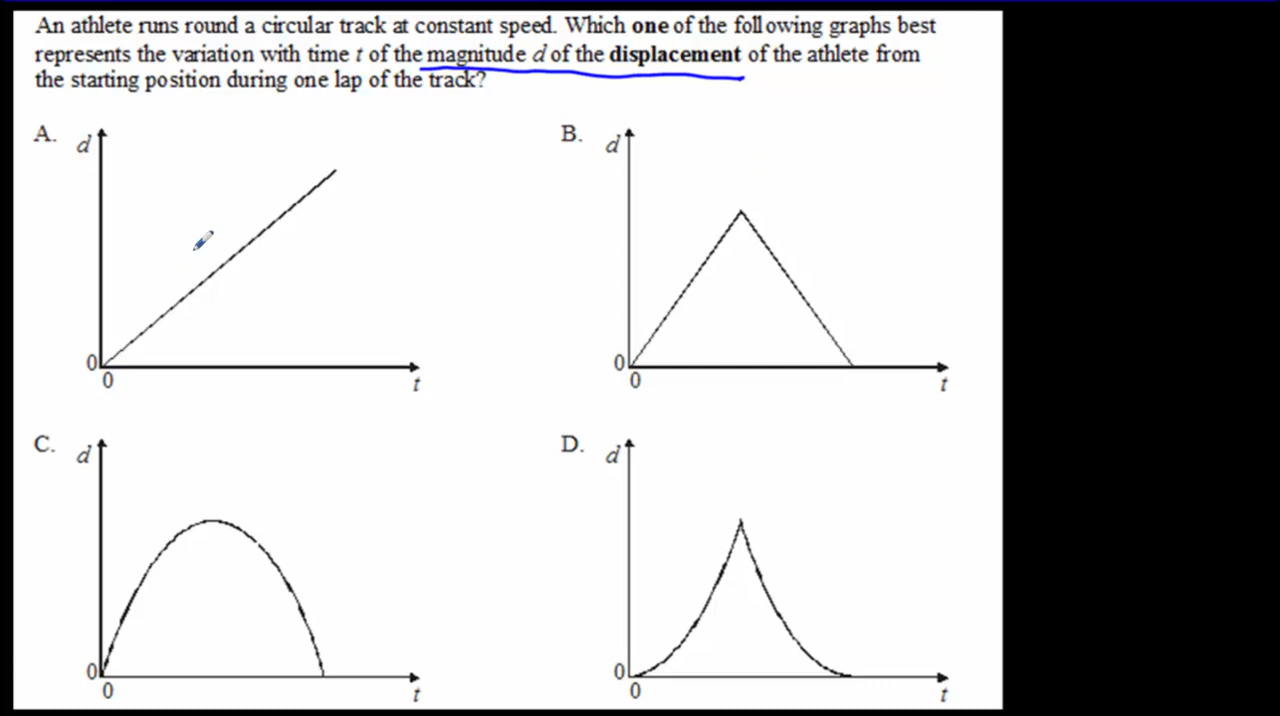 An athlete runs round a circular track at constant speed. Which one of the following graphs best
represents the variation with time t of the magnitude d of the displacement of the athlete from
the starting position during one lap of the track?
A.
d
0
0
t
B.
d
0
0
t
C.
d
0
0
t
D.
d
0
0
t